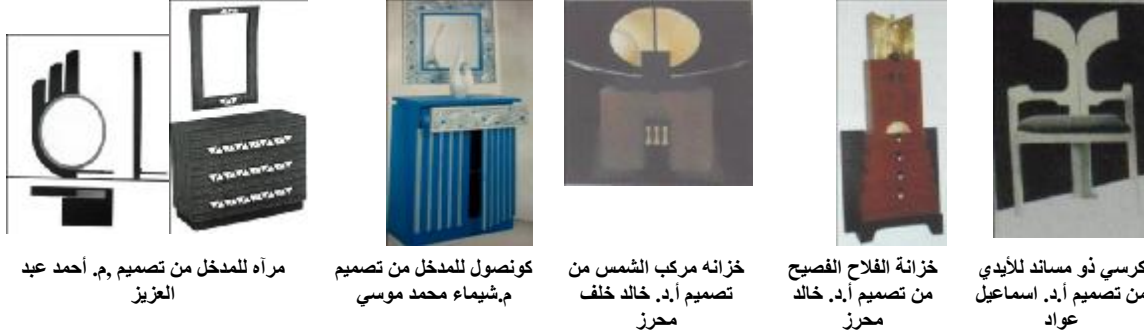 كرسي ذو مساند للأيدي
من تصميم أ.د. اسماعيل
عواد
خزانة الفلاح الفصيح
من تصميم أ.د. خالد
محرز
خزانه مركب الشمس من
تصميم أ.د. خالد خلف
محرز
كونصول للمدخل من تصميم
م.شيماء محمد موسي
مرآه للمدخل من تصميم ,م. أحمد عبد
العزيز